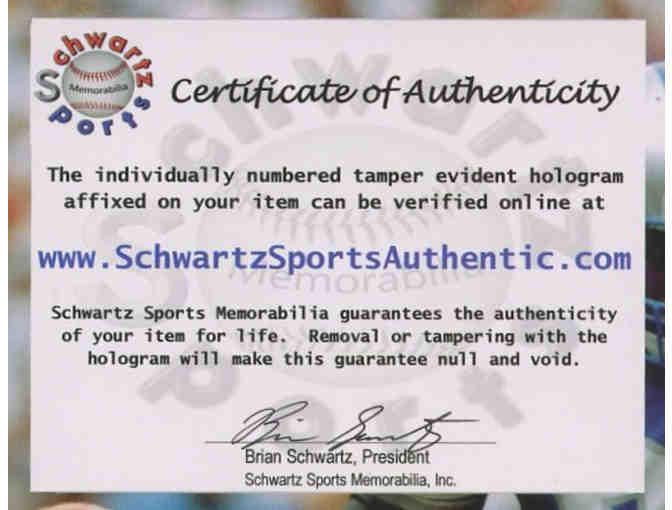 Schwartz
Memorabilia
Sports
Certificate of Authenticity
The individually numbered tamper evident hologram
affixed on your item can be verified online at
www.SchwartzSportsAuthentic.com
Memorabilia
Schwartz Sports Memorabilia guarantees the authenticity
of your item for life. Removal or tampering with the
hologram will make this guarantee null and void.
Brian Schwartz, President
Schwartz Sports Memorabilia, Inc.